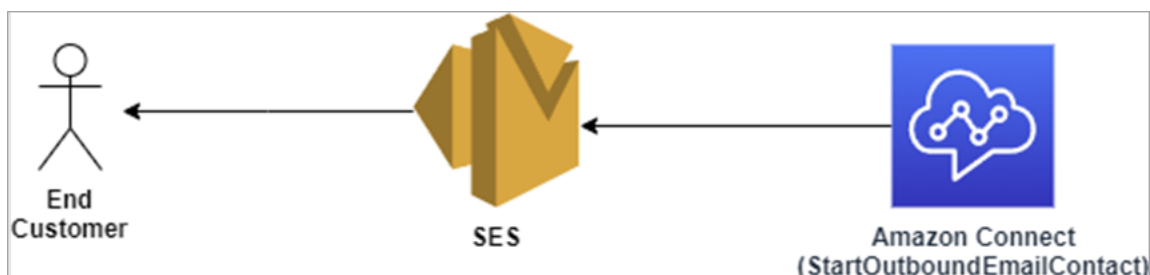 End
Customer
SES
Amazon Connect
(StartOutboundEmailContact)